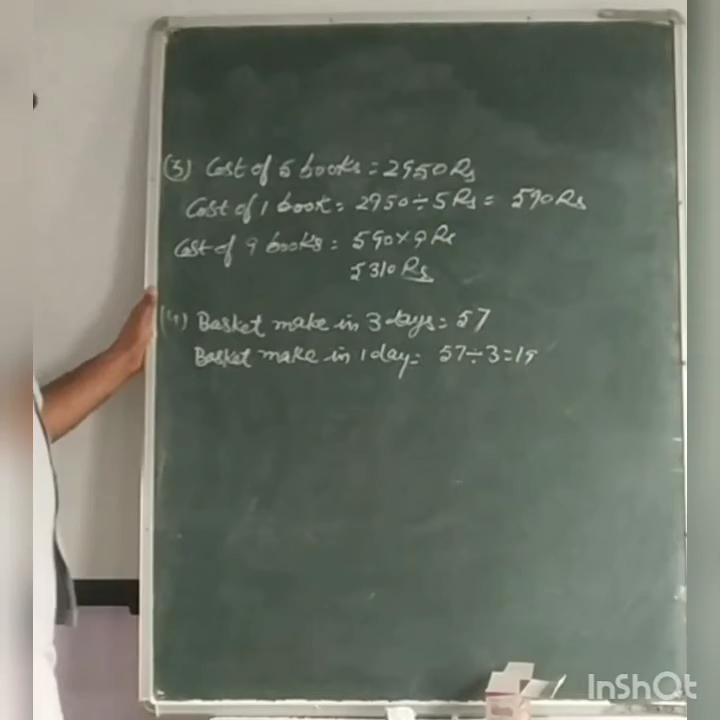 (3) Cost of 5 books = 2950 Rs
Cost of 1 book = 2950 ÷ 5 Rs = 590 Rs
Cost of 9 books = 590 × 9 Rs
5310 Rs
(4) Basket make in 3 days = 57
Basket make in 1 day = 57 ÷ 3 = 19
InShOt